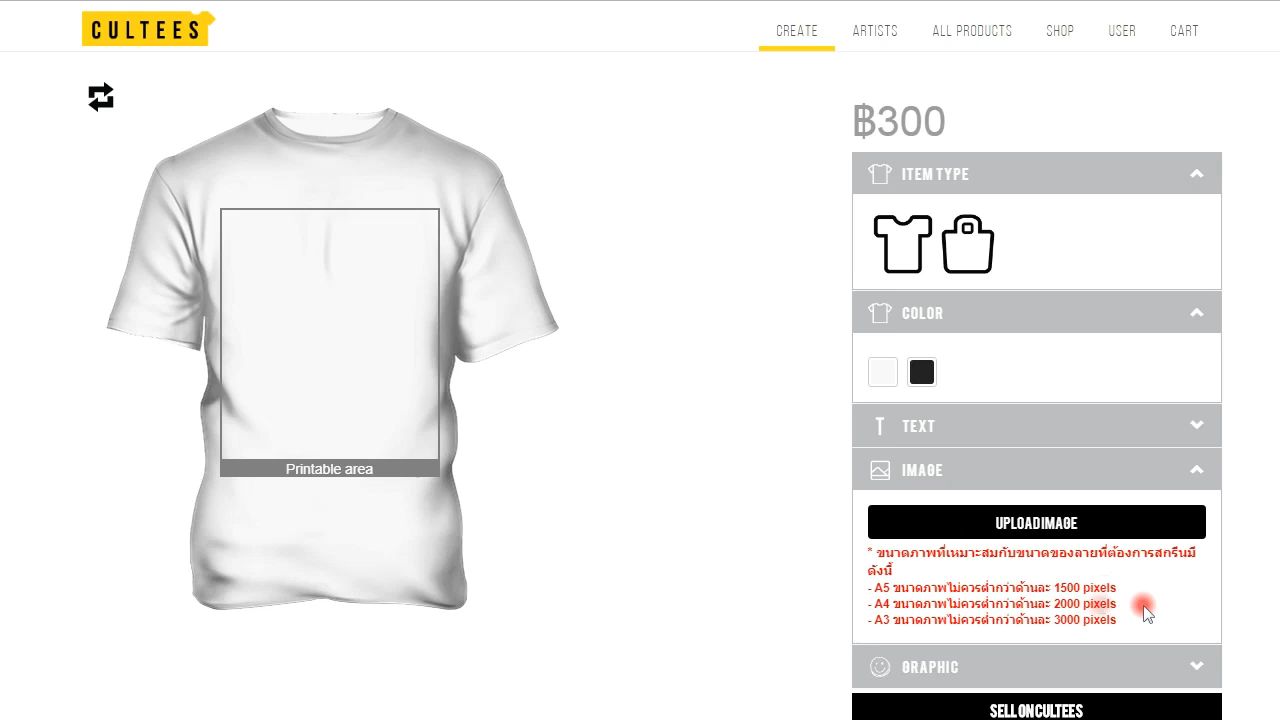 CULTEES
CREATE
ARTISTS
ALL PRODUCTS
SHOP
USER
CART
฿300
ITEM TYPE
COLOR
TEXT
IMAGE
UPLOAD IMAGE
* ขนาดภาพที่เหมาะสมกับขนาดของลายที่ต้องการสกรีนมี
ดังนี้
- A5 ขนาดภาพไม่ควรต่ำกว่าด้านละ 1500 pixels
- A4 ขนาดภาพไม่ควรต่ำกว่าด้านละ 2000 pixels
- A3 ขนาดภาพไม่ควรต่ำกว่าด้านละ 3000 pixels
GRAPHIC
SELL ON CULTEES
Printable area